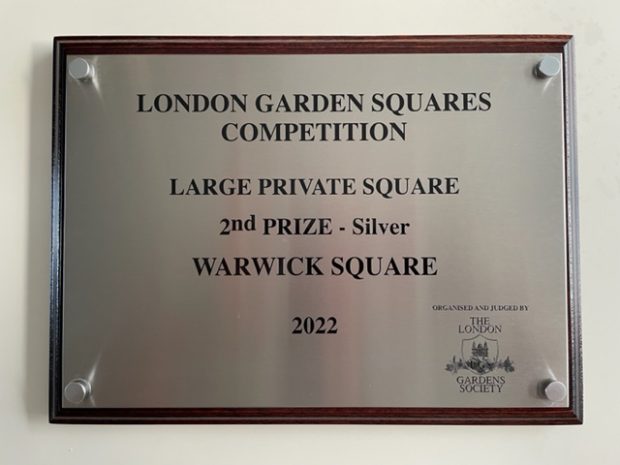 LONDON GARDEN SQUARES
COMPETITION
LARGE PRIVATE SQUARE
2nd PRIZE - Silver
WARWICK SQUARE
2022
ORGANISED AND JUDGED BY
THE
LONDON
GARDENS
SOCIETY